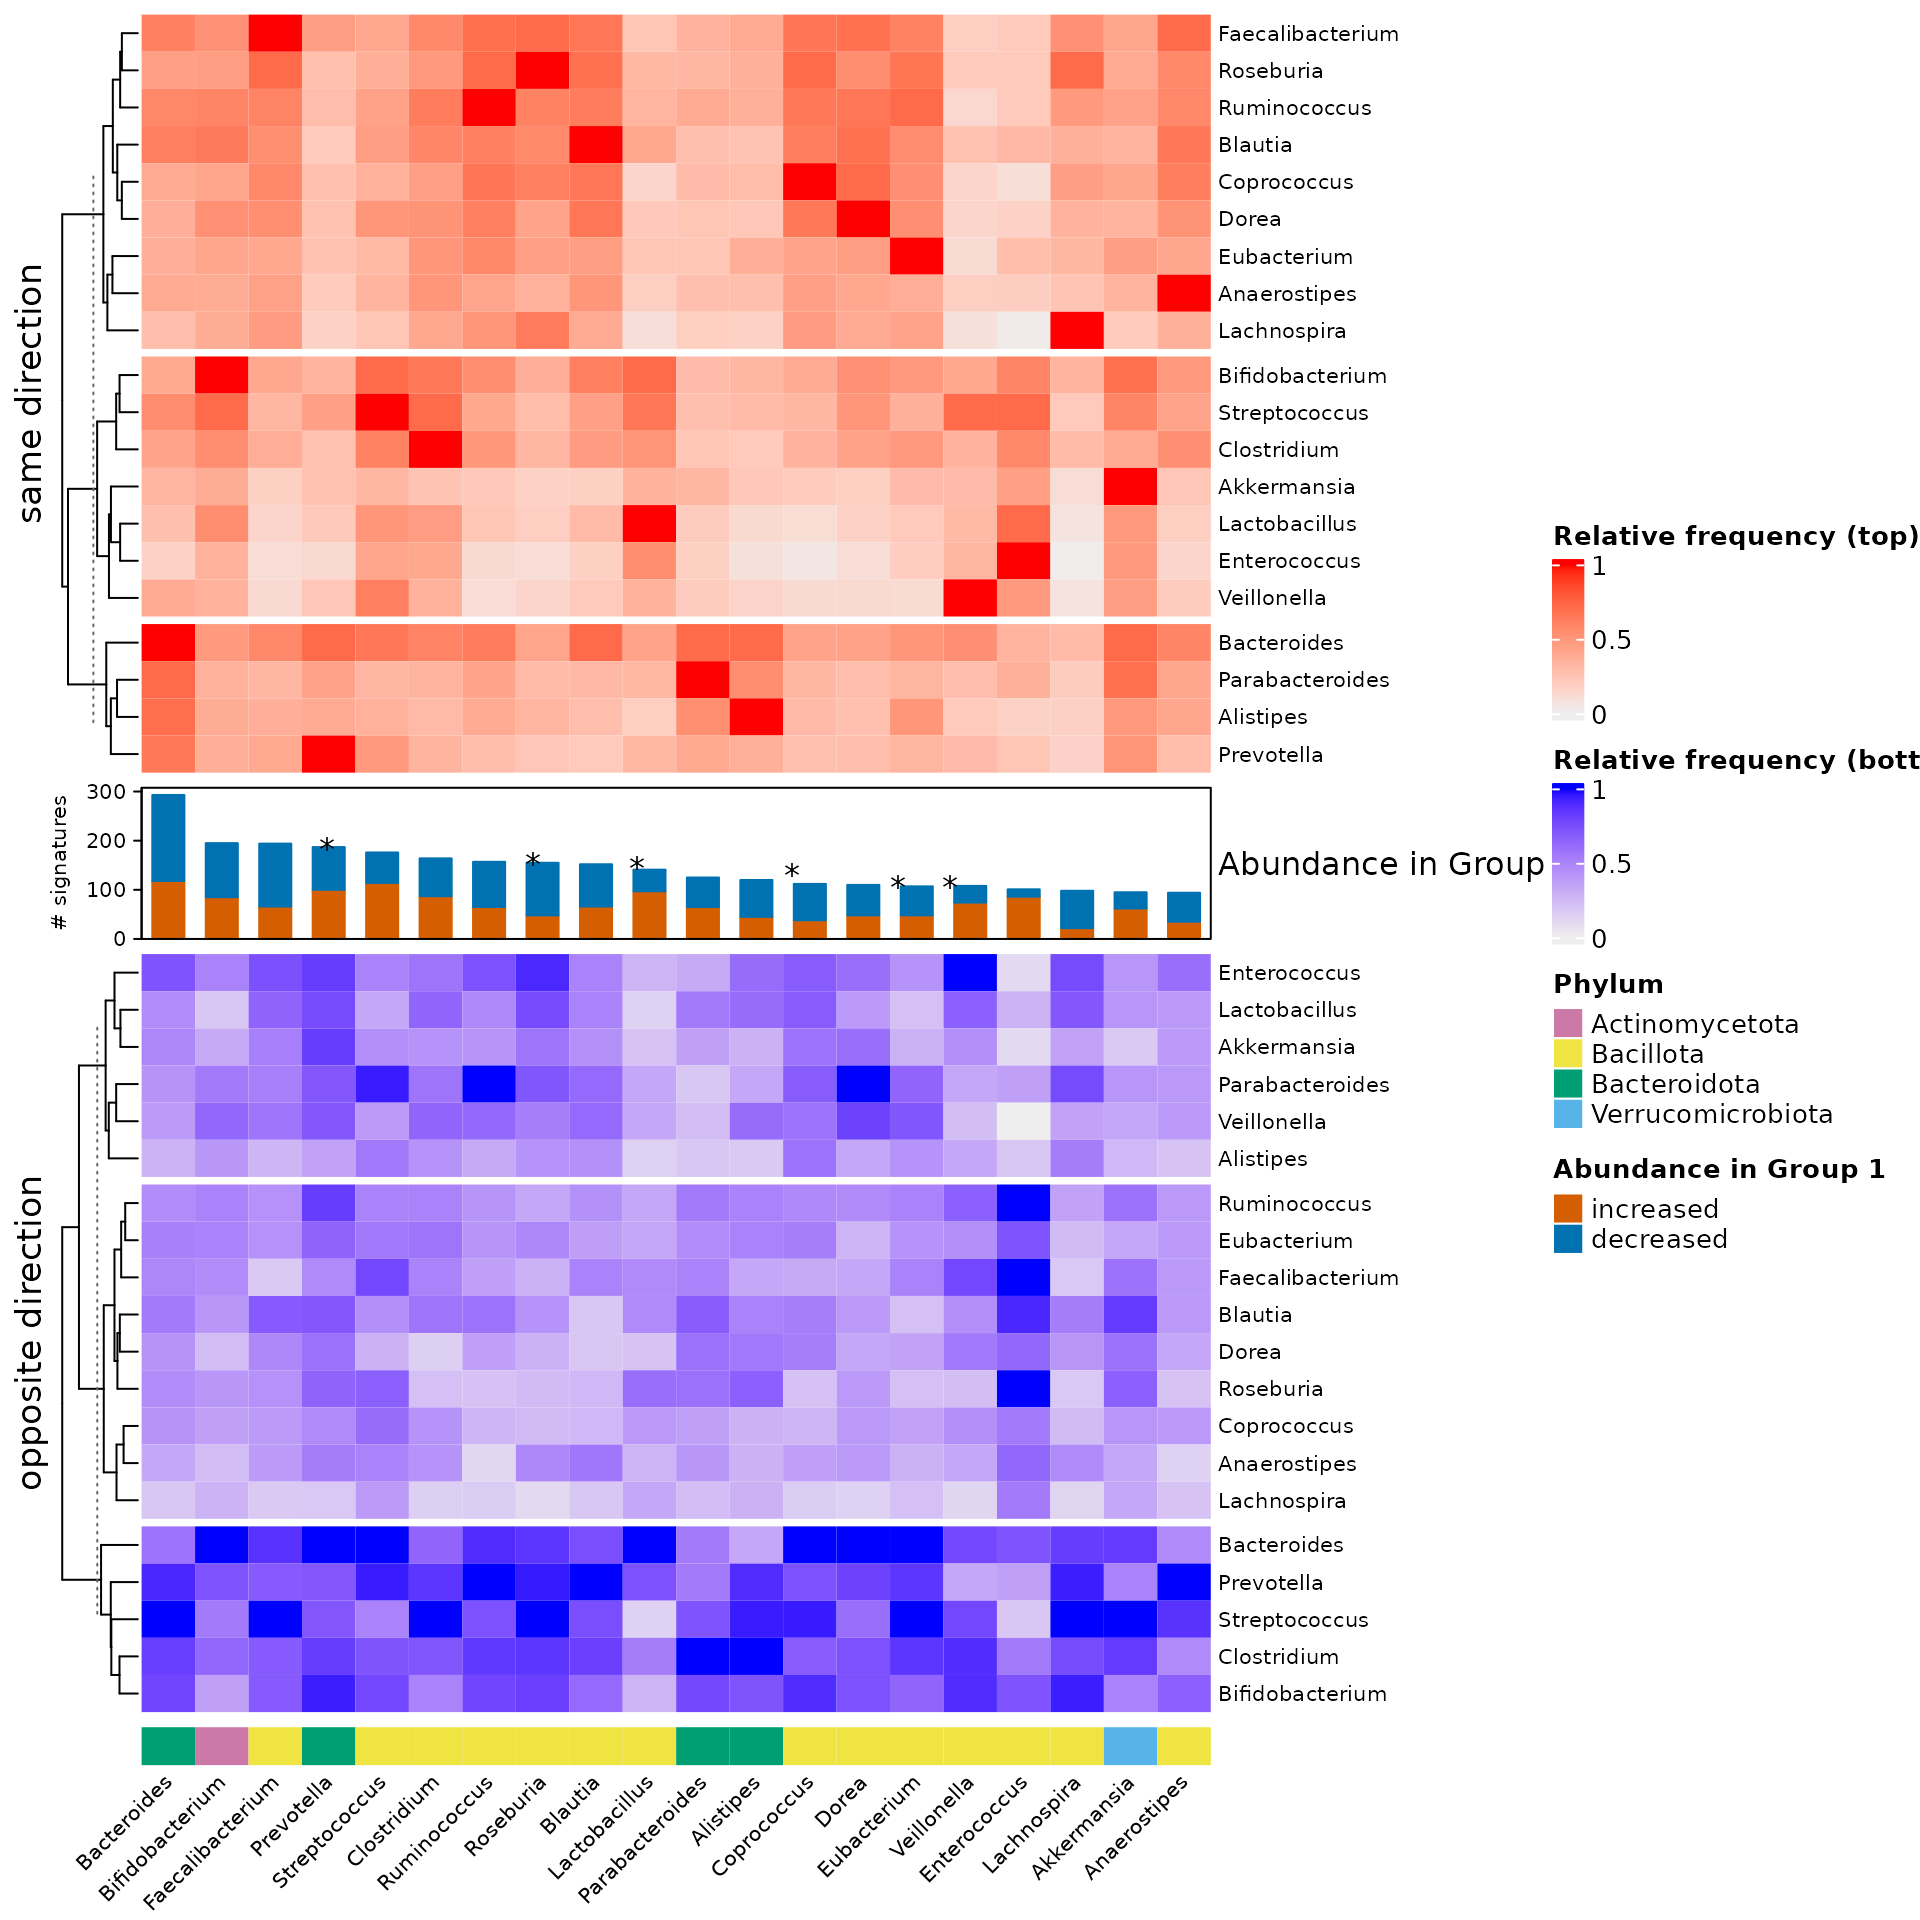 same direction
Faecalibacterium
Roseburia
Ruminococcus
Blautia
Coprococcus
Dorea
Eubacterium
Anaerostipes
Lachnospira
Bifidobacterium
Streptococcus
Clostridium
Akkermansia
Lactobacillus
Enterococcus
Veillonella
Bacteroides
Parabacteroides
Alistipes
Prevotella
# signatures
300
200
100
0
* * * * * *
Abundance in Group
opposite direction
Enterococcus
Lactobacillus
Akkermansia
Parabacteroides
Veillonella
Alistipes
Ruminococcus
Eubacterium
Faecalibacterium
Blautia
Dorea
Roseburia
Coprococcus
Anaerostipes
Lachnospira
Bacteroides
Prevotella
Streptococcus
Clostridium
Bifidobacterium
Bacteroides
Bifidobacterium
Faecalibacterium
Prevotella
Streptococcus
Clostridium
Ruminococcus
Roseburia
Blautia
Lactobacillus
Parabacteroides
Alistipes
Coprococcus
Dorea
Eubacterium
Veillonella
Enterococcus
Lachnospira
Akkermansia
Anaerostipes
Relative frequency (top)
1
0.5
0
Relative frequency (bott
1
0.5
0
Phylum
Actinomycetota
Bacillota
Bacteroidota
Verrucomicrobiota
Abundance in Group 1
increased
decreased